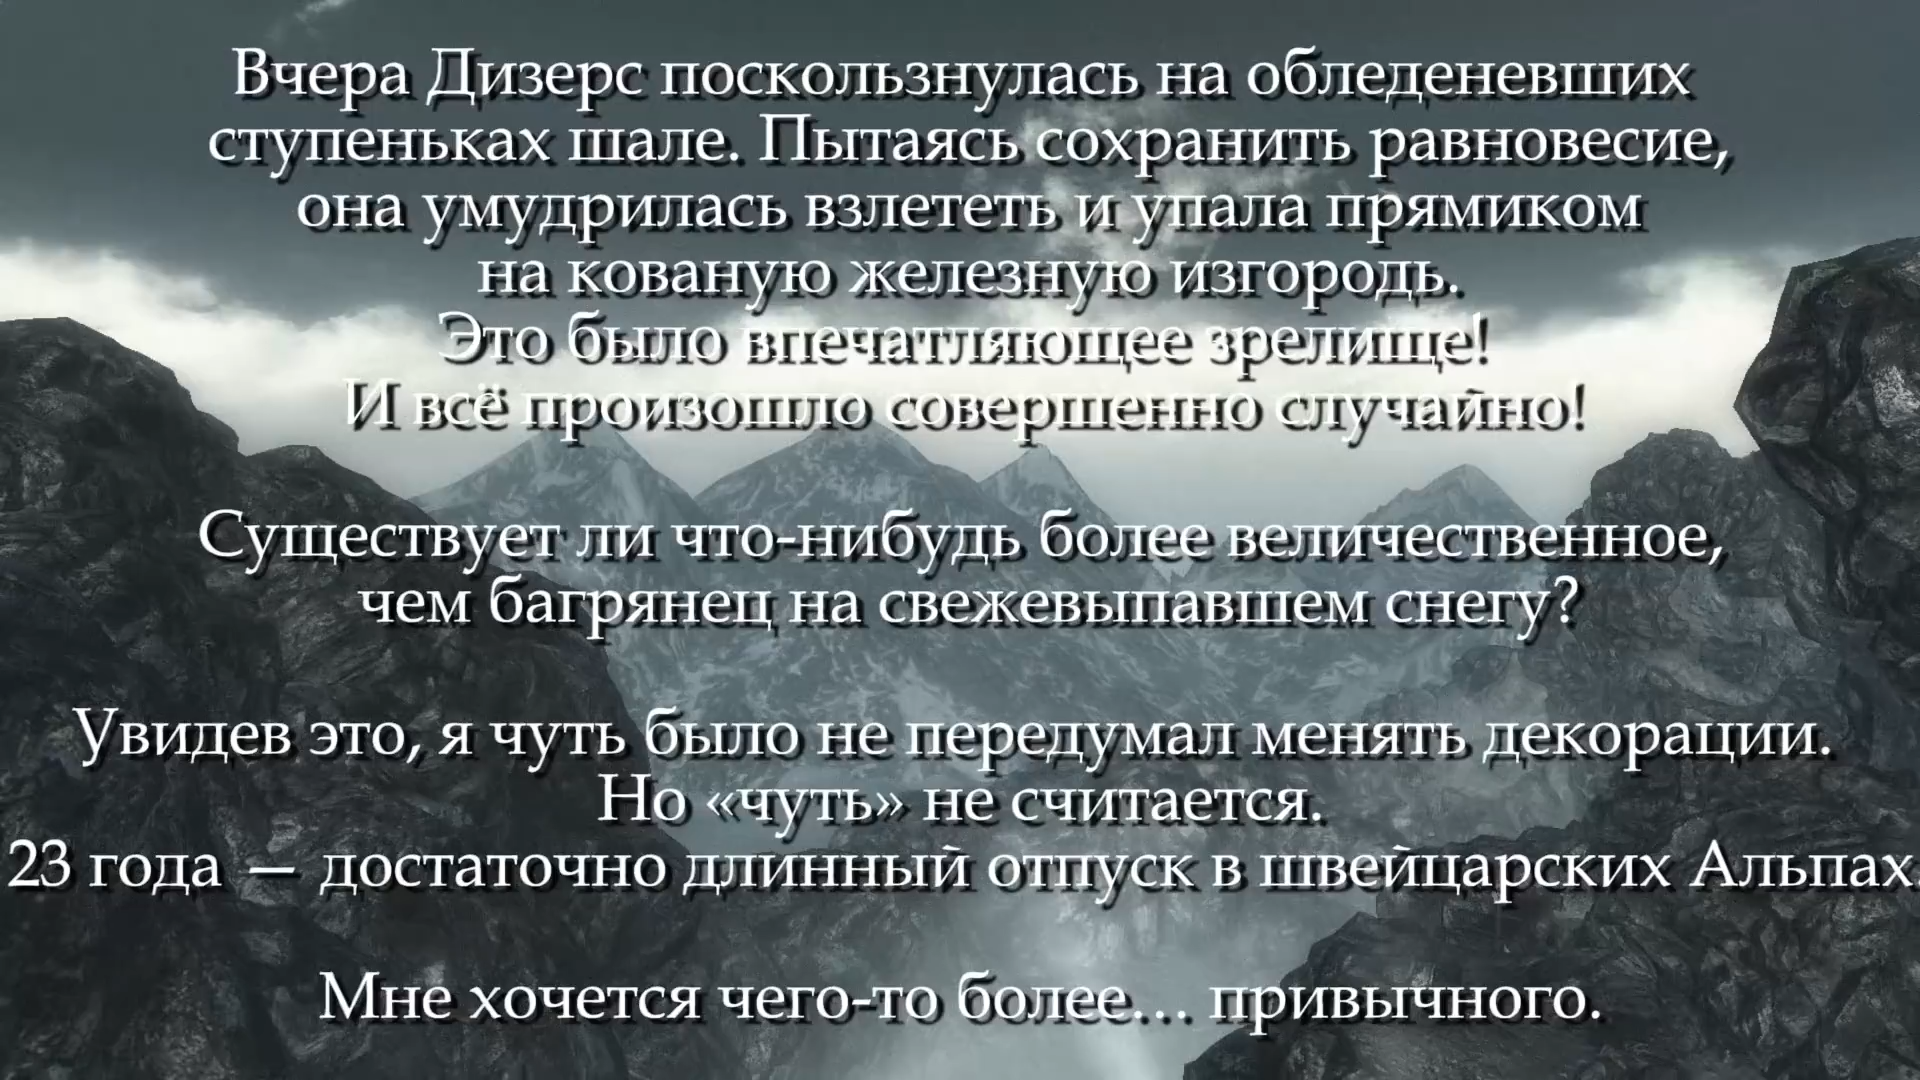 Вчера Дизерс поскользнулась на обледеневших
ступеньках шале. Пытаясь сохранить равновесие,
она умудрилась взлететь и упала прямиком
на кованую железную изгородь.
Это было впечатляющее зрелище!
И всё произошло совершенно случайно!
Существует ли что-нибудь более величественное,
чем багрянец на свежевыпавшем снегу?
Увидев это, я чуть было не передумал менять декорации.
Но «чуть» не считается.
23 года — достаточно длинный отпуск в швейцарских Альпах.
Мне хочется чего-то более… привычного.